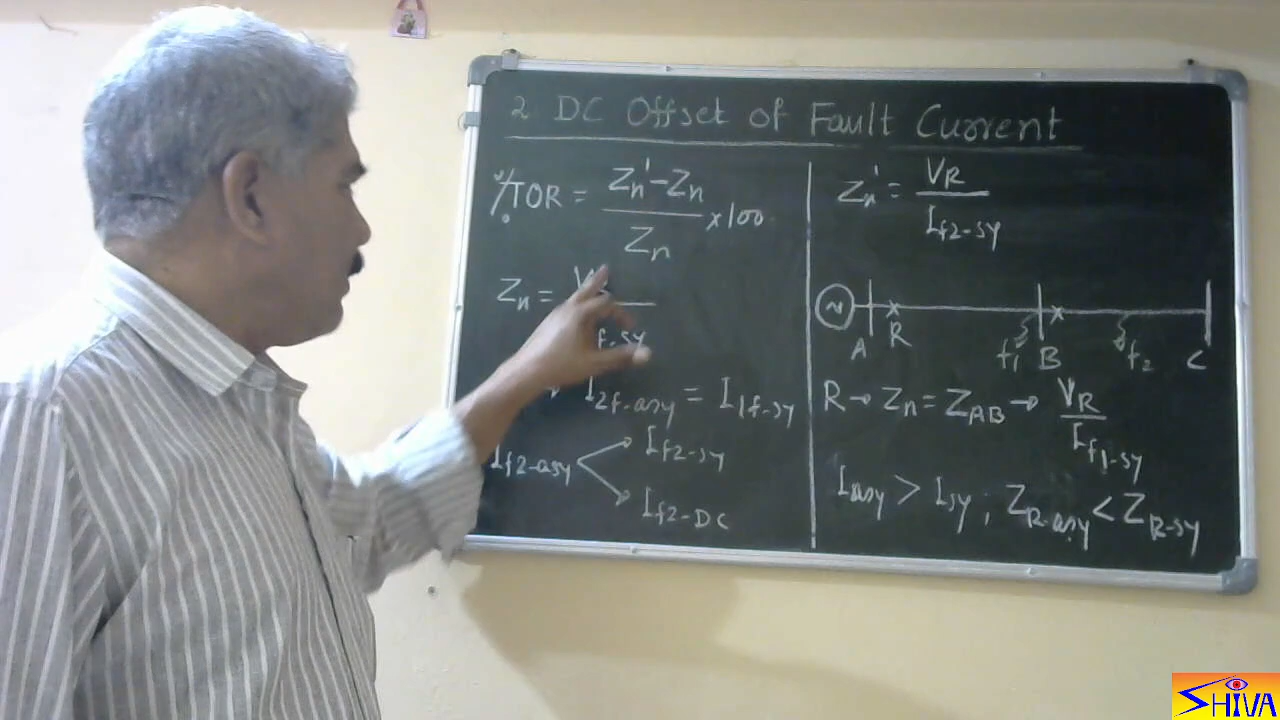 2 DC Offset of Fault Current
% TOR = (Zn' - Zn) / Zn × 100
Zn = V / f.sy
I2f-asy = I1f-sy
If2-asy
If2-sy
If2-DC
Zn' = VR / If2-sy
~
A R f1 B f2 C
R → Zn = ZAB → VR / If1-sy
Iasy > Isy ; ZR-asy < ZR-sy
SHIVA